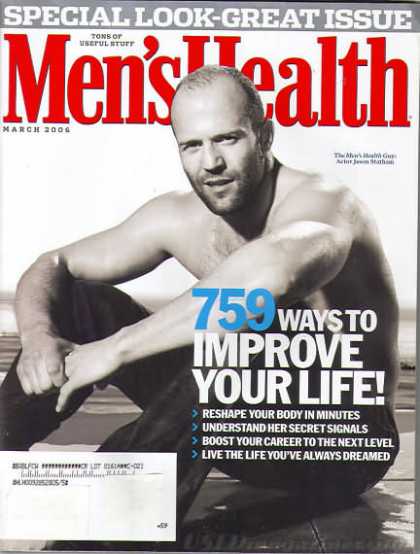 SPECIAL LOOK-GREAT ISSUE
TONS OF
USEFUL STUFF
Men'sHealth
MARCH 2006
The Men's Health Guy:
Actor Jason Statham
759 WAYS TO
IMPROVE
YOUR LIFE!
> RESHAPE YOUR BODY IN MINUTES
> UNDERSTAND HER SECRET SIGNALS
> BOOST YOUR CAREER TO THE NEXT LEVEL
> LIVE THE LIFE YOU'VE ALWAYS DREAMED
LOT